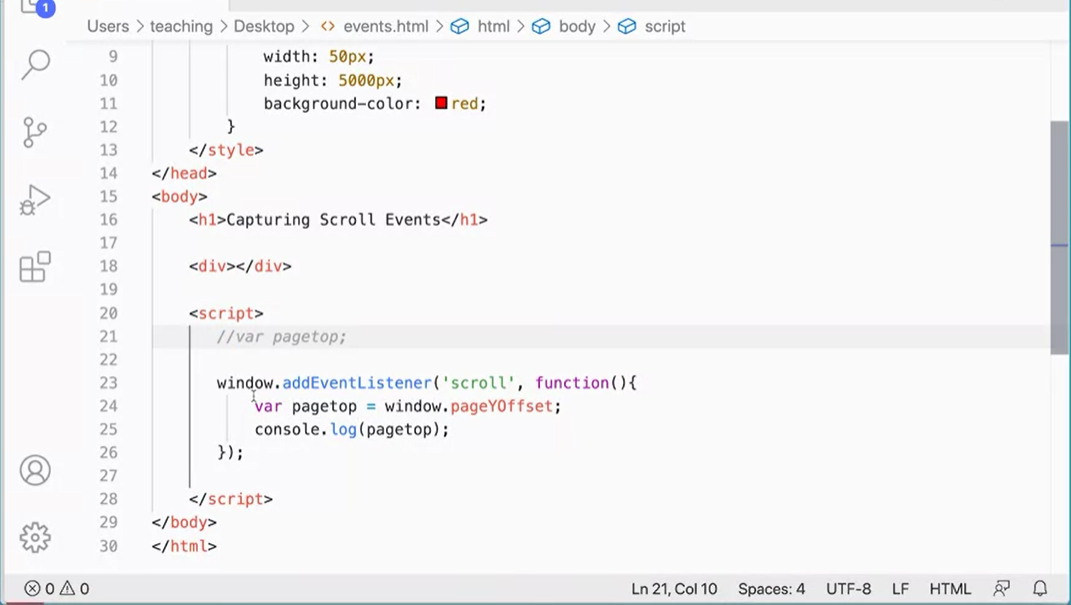 1
Users > teaching > Desktop > <> events.html > html > body > script
9 width: 50px;
10 height: 5000px;
11 background-color: red;
12 }
13 </style>
14 </head>
15 <body>
16 <h1>Capturing Scroll Events</h1>
17
18 <div></div>
19
20 <script>
21 //var pagetop;
22
23 window.addEventListener('scroll', function(){
24 var pagetop = window.pageYOffset;
25 console.log(pagetop);
26 });
27
28 </script>
29 </body>
30 </html>
0 0 Ln 21, Col 10 Spaces: 4 UTF-8 LF HTML